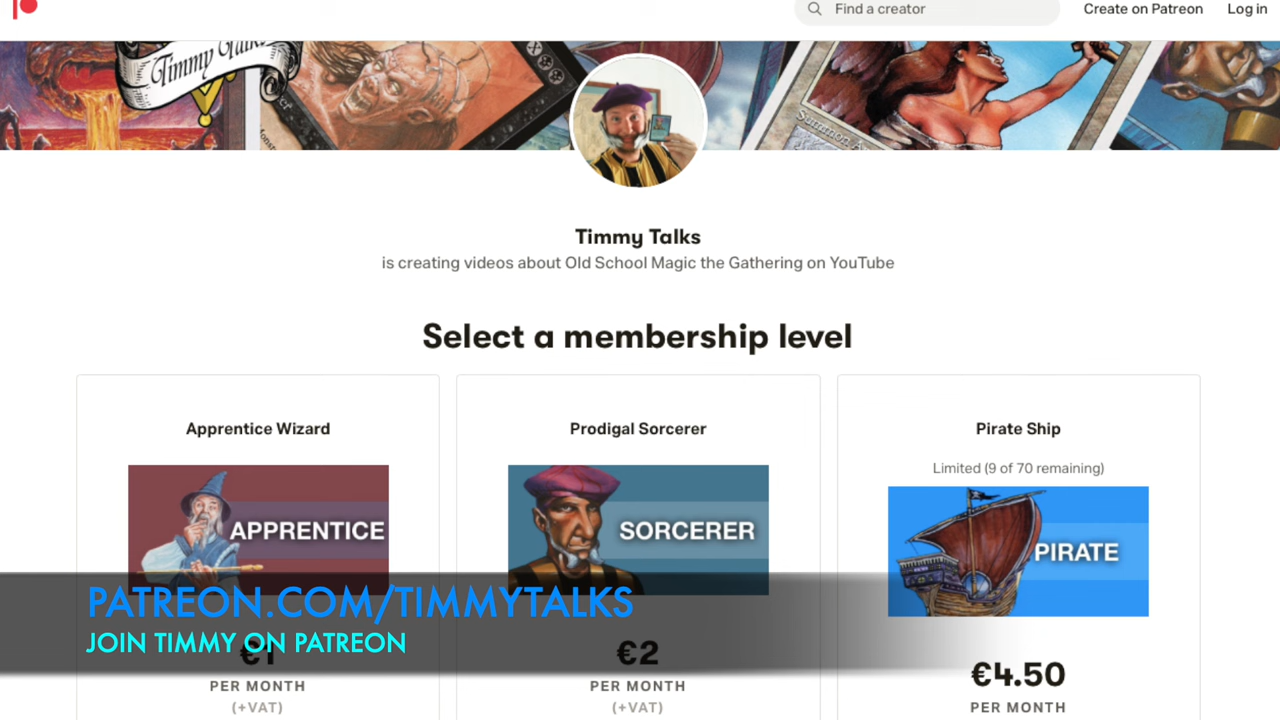 Find a creator
Create on Patreon
Log in
Timmy Talks
Summon A
Timmy Talks
is creating videos about Old School Magic the Gathering on YouTube
Select a membership level
Apprentice Wizard
Prodigal Sorcerer
Pirate Ship
Limited (9 of 70 remaining)
APPRENTICE
SORCERER
PIRATE
PATREON.COM/TIMMYTALKS
JOIN TIMMY ON PATREON
€1
€2
€4.50
PER MONTH
PER MONTH
PER MONTH
(+VAT)
(+VAT)